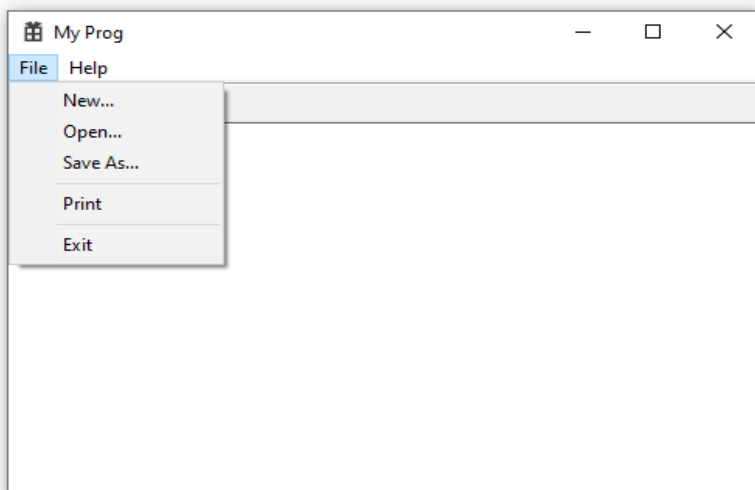 My Prog
File Help
New...
Open...
Save As...
Print
Exit